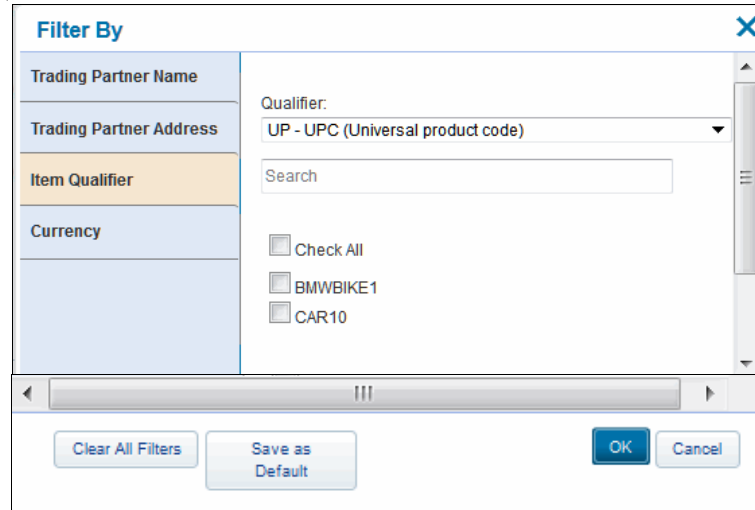 Filter By
Trading Partner Name
Trading Partner Address
Item Qualifier
Currency
Qualifier:
UP - UPC (Universal product code)
Search
Check All
BMWBIKE1
CAR10
Clear All Filters
Save as
Default
OK
Cancel